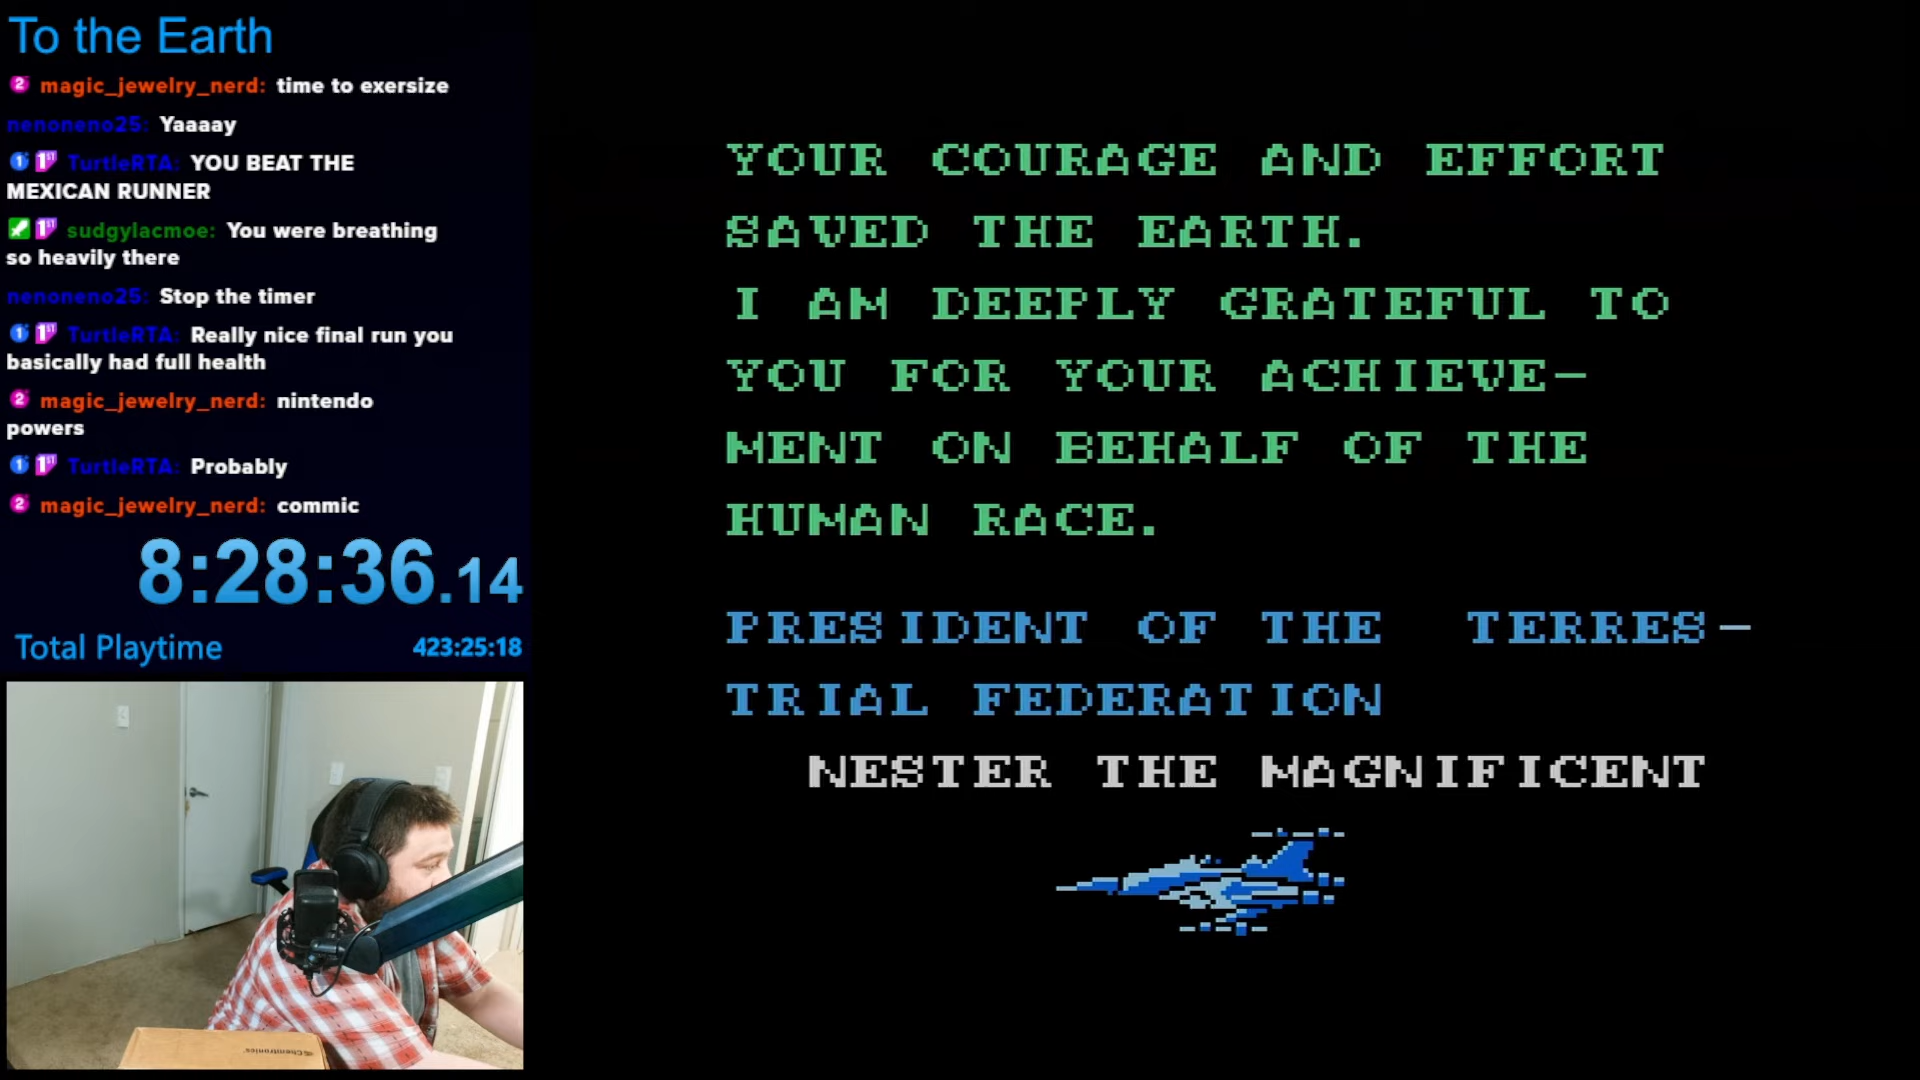 To the Earth
magic_jewelry_nerd: time to exersize
nenoneno25: Yaaaay
TurtleRTA: YOU BEAT THE
MEXICAN RUNNER
sudgylacmoe: You were breathing
so heavily there
nenoneno25: Stop the timer
TurtleRTA: Really nice final run you
basically had full health
magic_jewelry_nerd: nintendo
powers
TurtleRTA: Probably
magic_jewelry_nerd: commic
8:28:36.14
Total Playtime 423:25:18
Chemtronics
YOUR COURAGE AND EFFORT
SAVED THE EARTH.
I AM DEEPLY GRATEFUL TO
YOU FOR YOUR ACHIEVE-
MENT ON BEHALF OF THE
HUMAN RACE.
PRESIDENT OF THE TERRES-
TRIAL FEDERATION
NESTER THE MAGNIFICENT